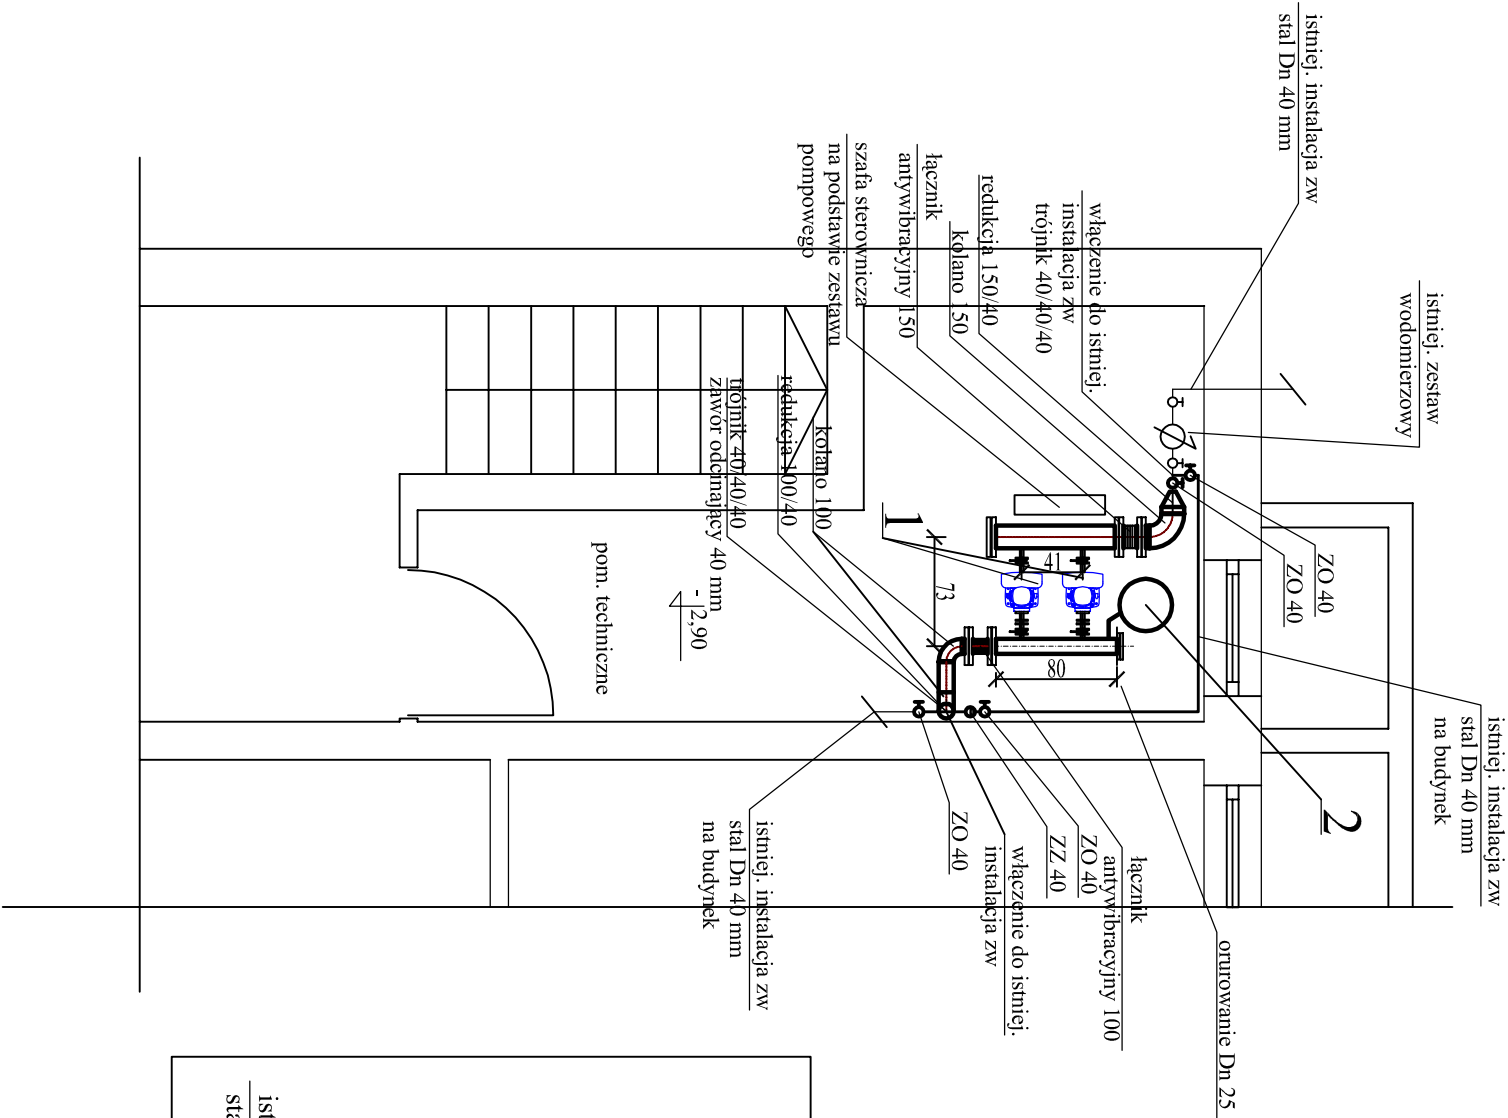 istniej. instalacja zw
stal Dn 40 mm
istniej. zestaw
wodomierzowy
włączenie do istniej.
instalacja zw
trójnik 40/40/40
redukcja 150/40
kolano 150
łącznik
antywibracyjny 150
szafa sterownicza
na podstawie zestawu
pompowego
kolano 100
redukcja 100/40
trójnik 40/40/40
zawór odcinający 40 mm
pom. techniczne
- 2,90
1
41
73
80
ZO 40
ZO 40
istniej. instalacja zw
stal Dn 40 mm
na budynek
2
orurowanie Dn 25
łącznik
antywibracyjny 100
ZO 40
ZZ 40
włączenie do istniej.
instalacja zw
ZO 40
istniej. instalacja zw
stal Dn 40 mm
na budynek
ist
sta